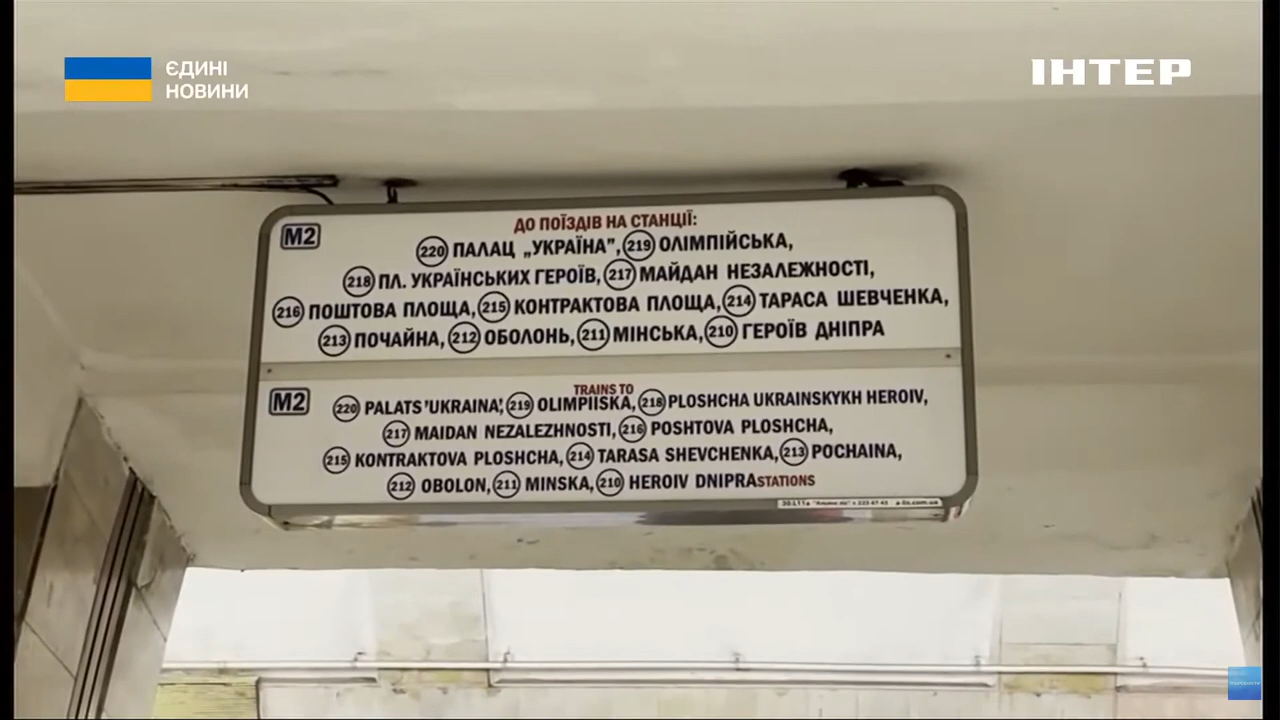 ЄДИНІ
НОВИНИ
ІНТЕР
M2
ДО ПОЇЗДІВ НА СТАНЦІЇ:
220 ПАЛАЦ „УКРАЇНА”, 219 ОЛІМПІЙСЬКА,
218 ПЛ. УКРАЇНСЬКИХ ГЕРОЇВ, 217 МАЙДАН НЕЗАЛЕЖНОСТІ,
216 ПОШТОВА ПЛОЩА, 215 КОНТРАКТОВА ПЛОЩА, 214 ТАРАСА ШЕВЧЕНКА,
213 ПОЧАЙНА, 212 ОБОЛОНЬ, 211 МІНСЬКА, 210 ГЕРОЇВ ДНІПРА
M2
TRAINS TO
220 PALATS 'UKRAINA', 219 OLIMPIISKA, 218 PLOSHCHA UKRAINSKYKH HEROIV,
217 MAIDAN NEZALEZHNOSTI, 216 POSHTOVA PLOSHCHA,
215 KONTRAKTOVA PLOSHCHA, 214 TARASA SHEVCHENKA, 213 POCHAINA,
212 OBOLON, 211 MINSKA, 210 HEROIV DNIPRA STATIONS